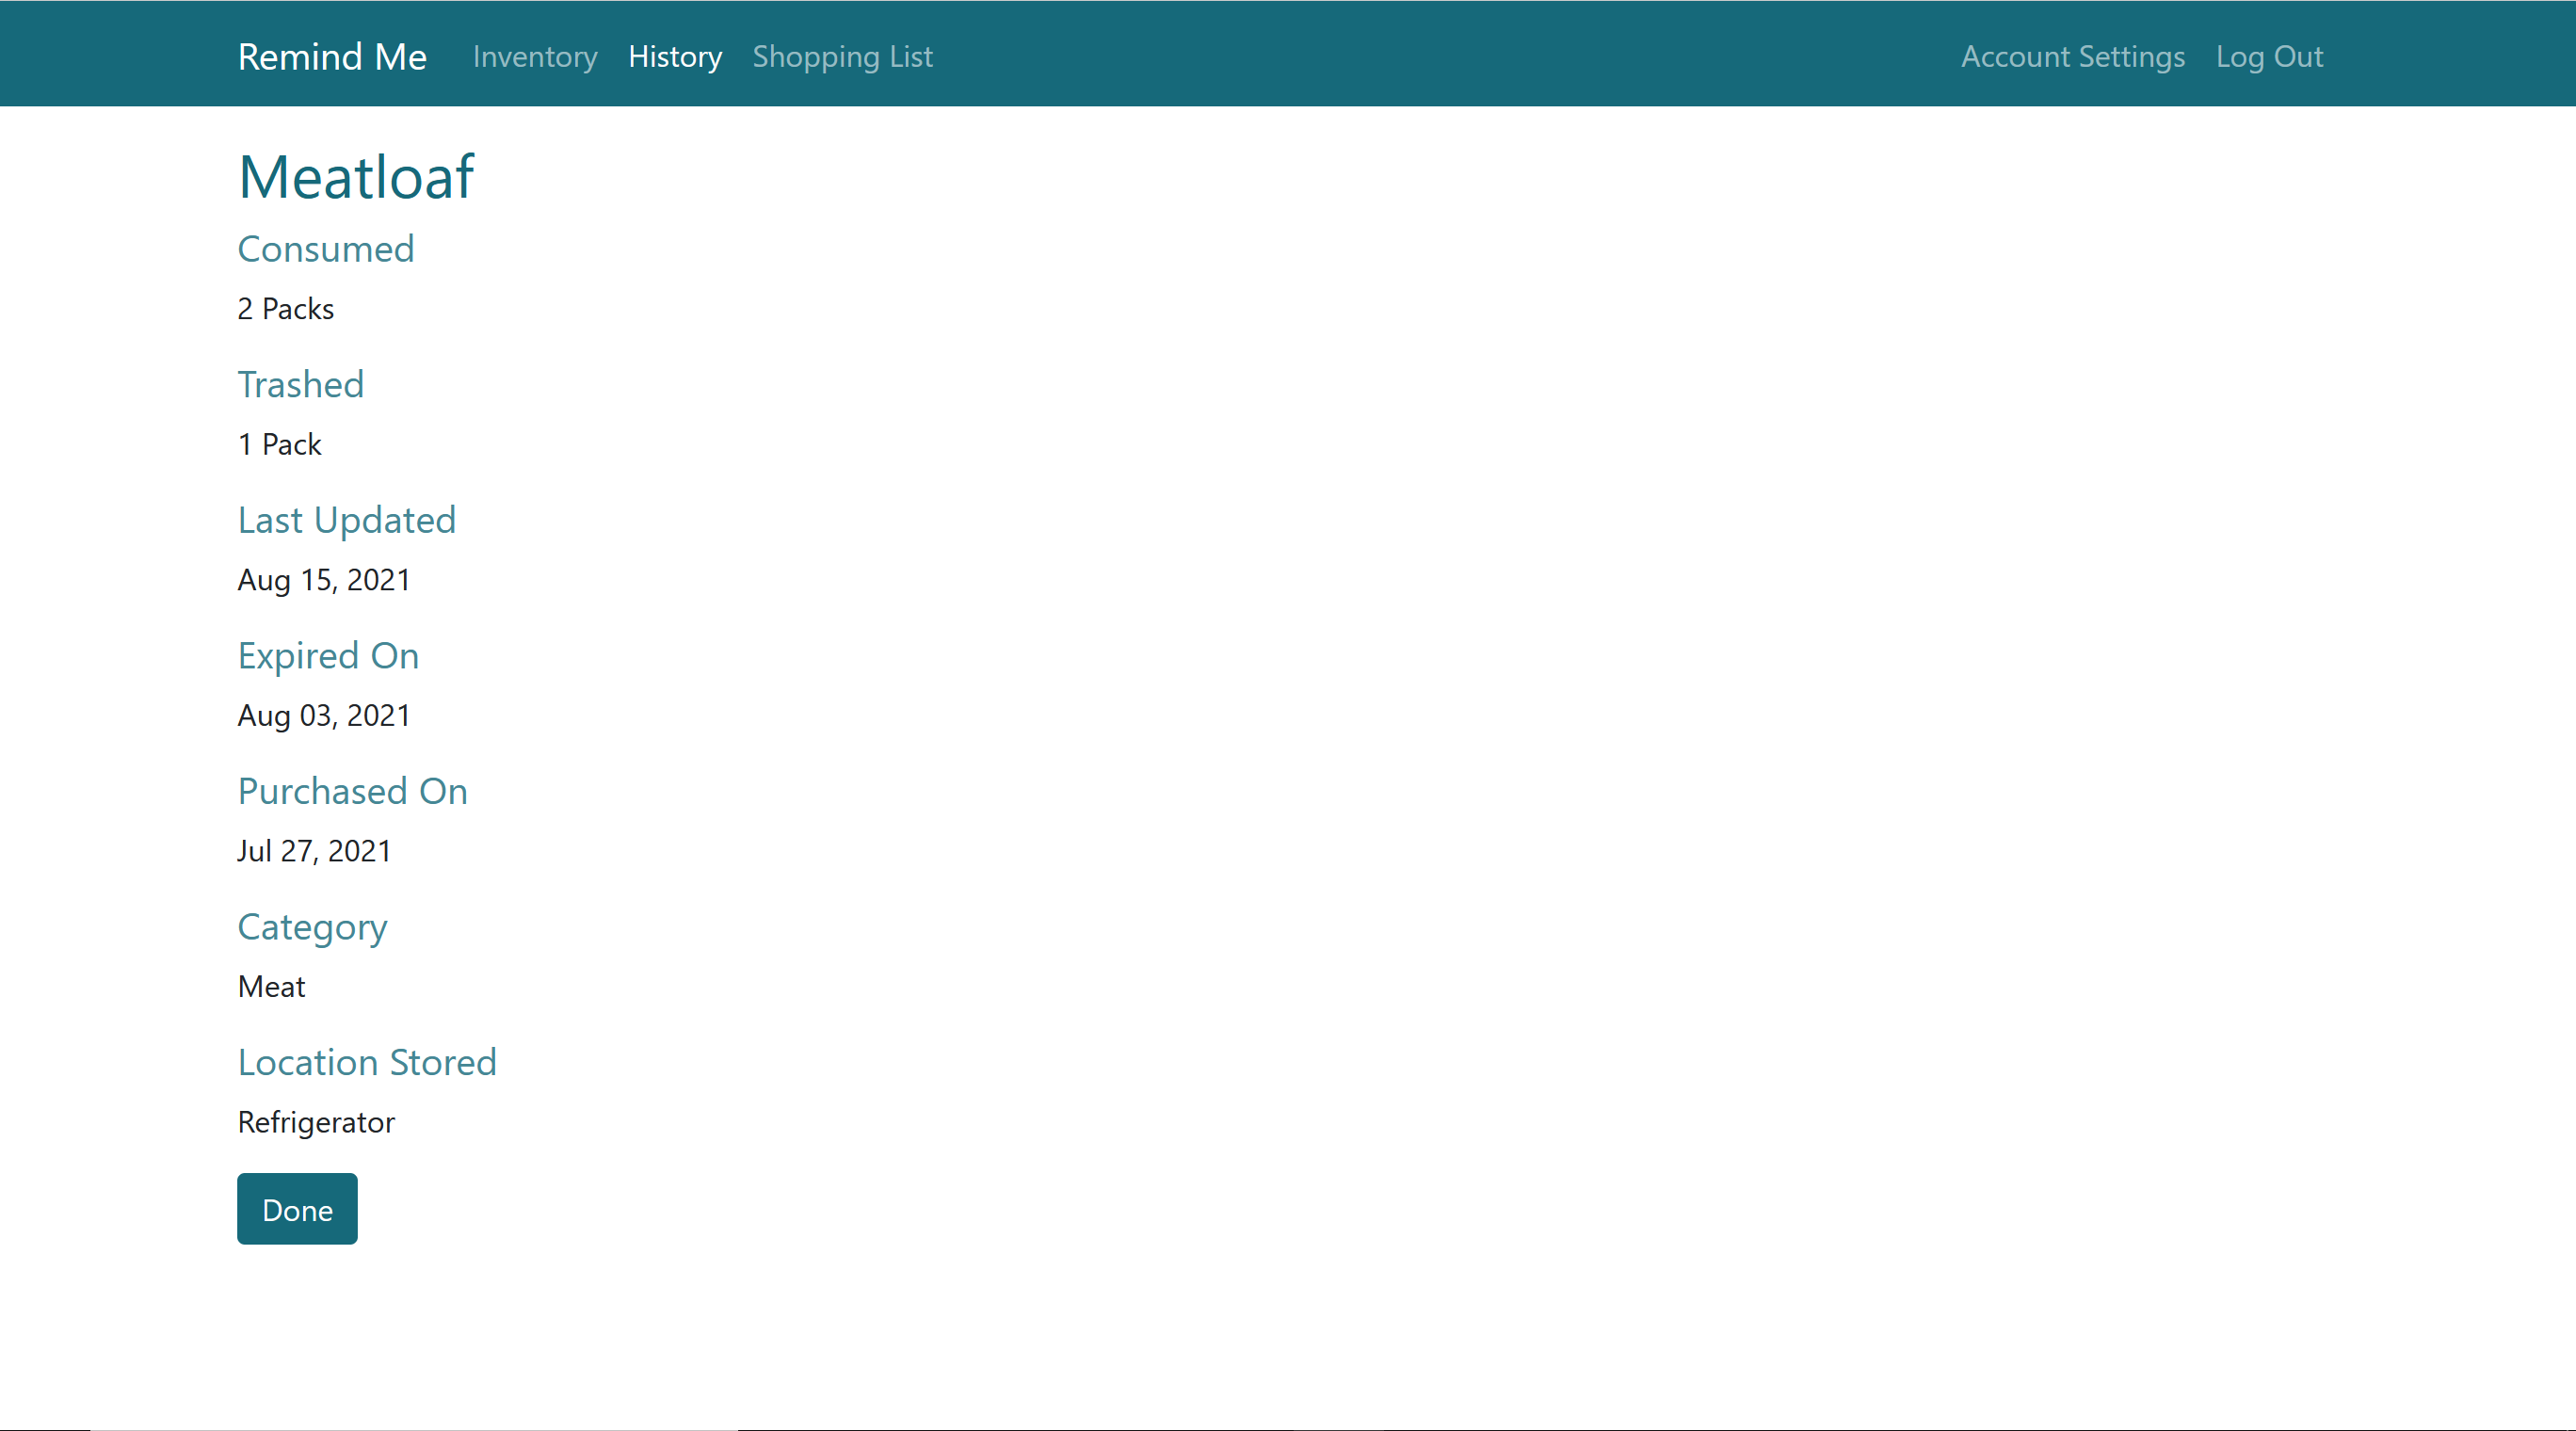 Remind Me Inventory History Shopping List Account Settings Log Out
Meatloaf
Consumed
2 Packs
Trashed
1 Pack
Last Updated
Aug 15, 2021
Expired On
Aug 03, 2021
Purchased On
Jul 27, 2021
Category
Meat
Location Stored
Refrigerator
Done